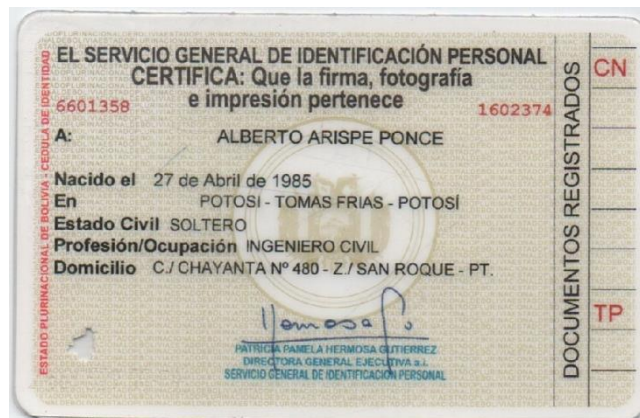 EL SERVICIO GENERAL DE IDENTIFICACIÓN PERSONAL
CERTIFICA: Que la firma, fotografía
e impresión pertenece
6601358
1602374
A: ALBERTO ARISPE PONCE
Nacido el 27 de Abril de 1985
En POTOSI - TOMAS FRIAS - POTOSÍ
Estado Civil SOLTERO
Profesión/Ocupación INGENIERO CIVIL
Domicilio C./ CHAYANTA Nº 480 - Z./ SAN ROQUE - PT.
PATRICIA PAMELA HERMOSA GUTIERREZ
DIRECTORA GENERAL EJECUTIVA a.i.
SERVICIO GENERAL DE IDENTIFICACIÓN PERSONAL
ESTADO PLURINACIONAL DE BOLIVIA - CEDULA DE IDENTIDAD
DOCUMENTOS REGISTRADOS
CN
TP